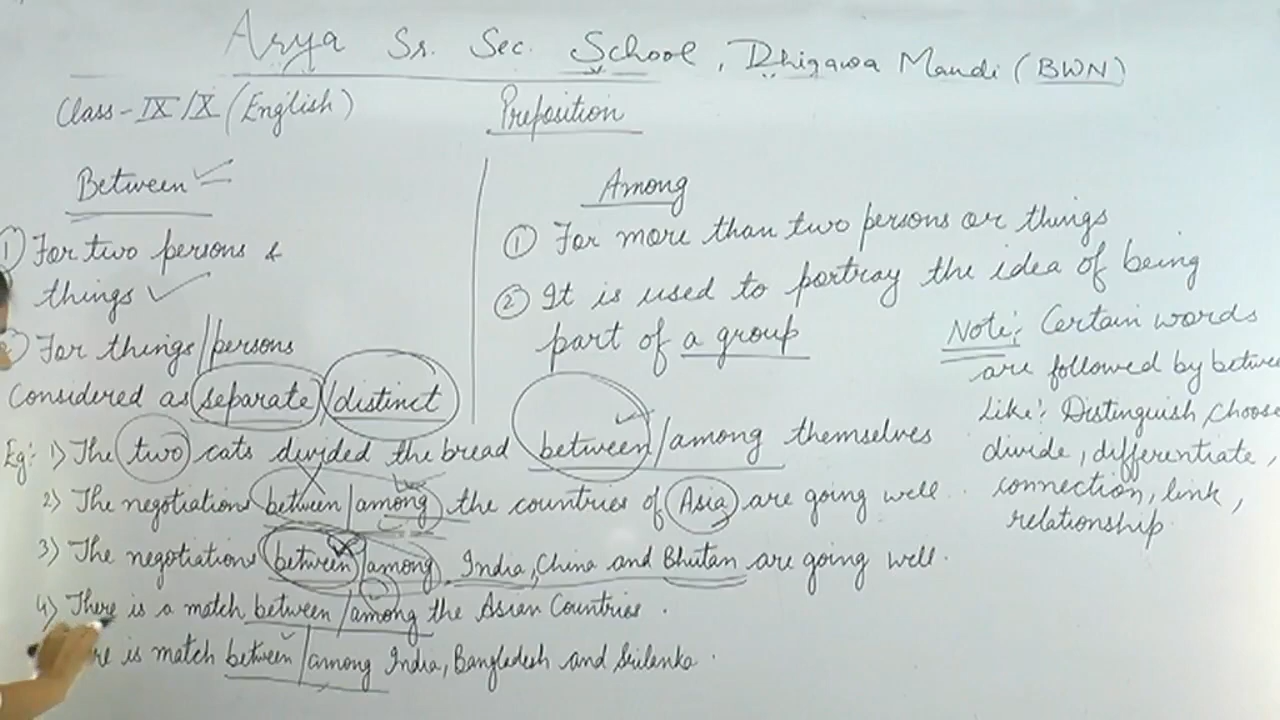 Arya Sr. Sec. School, Dhigawa Mandi (BWN)
Class - IX/X (English)
Preposition
Between
① For two persons &
things
② For things/persons
Considered as separate/distinct
Among
① For more than two persons or things
② It is used to portray the idea of being
part of a group
Note: Certain words
are followed by betwee
Like: Distinguish, choose
divide, differentiate,
connection, link,
relationship.
Eg: 1) The two cats divided the bread between/among themselves
2) The negotiations between/among the countries of Asia are going well.
3) The negotiations between/among India, China and Bhutan are going well.
4) There is a match between/among the Asian Countries.
re is match between/among India, Bangladesh and Srilanka.